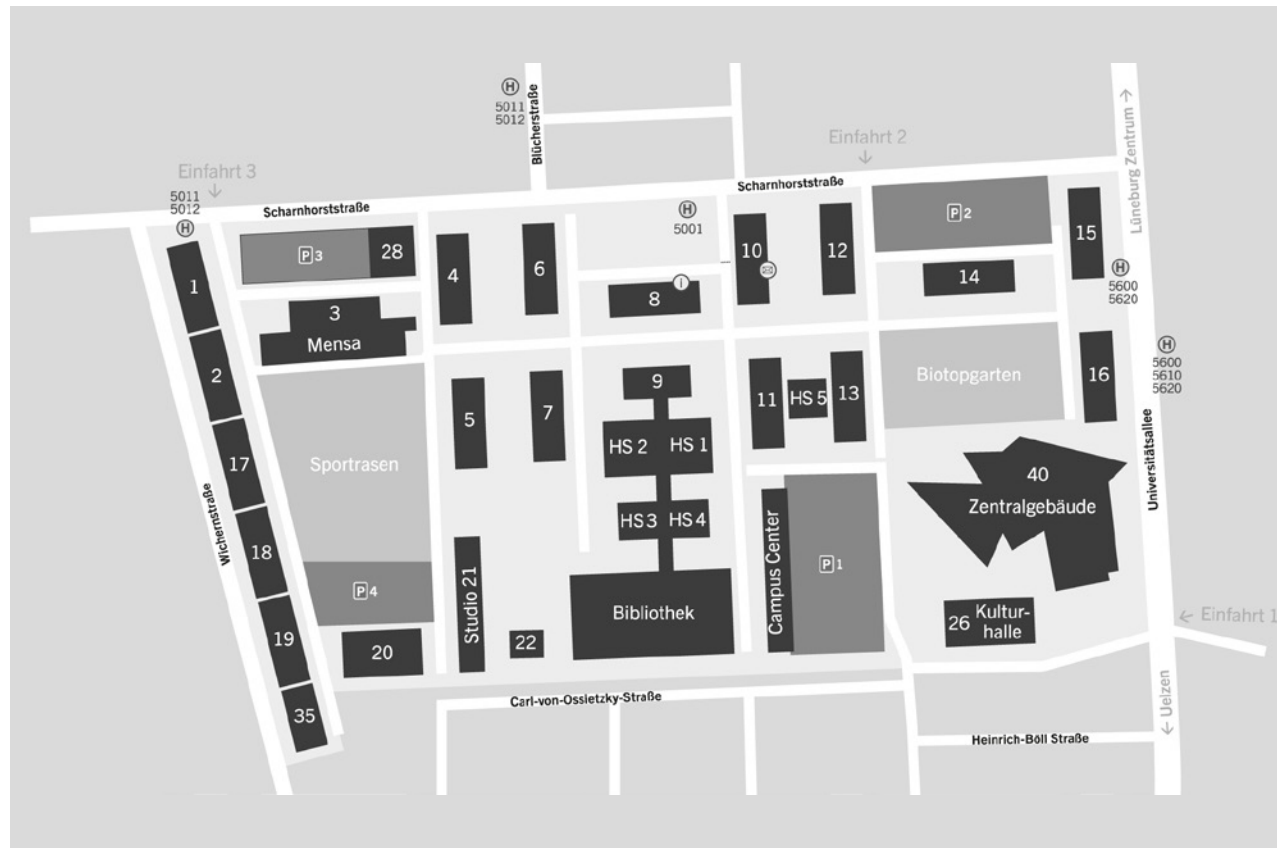 H
5011
5012
Blücherstraße
Einfahrt 2
Lüneburg Zentrum →
Einfahrt 3
5011
5012
H
Scharnhorststraße
Scharnhorststraße
H
5001
P 3
28
P 2
1
4
6
10
12
15
i
8
14
H
5600
5620
3
Mensa
2
H
5600
5610
5620
9
5
7
11
HS 5
13
Biotopgarten
16
Sportrasen
17
HS 2
HS 1
40
Zentralgebäude
Universitätsallee
Wichernstraße
18
HS 3
HS 4
P 4
Studio 21
Campus Center
P 1
Bibliothek
19
20
22
26 Kultur-
halle
← Einfahrt 1
35
Carl-von-Ossietzky-Straße
← Uelzen
Heinrich-Böll Straße